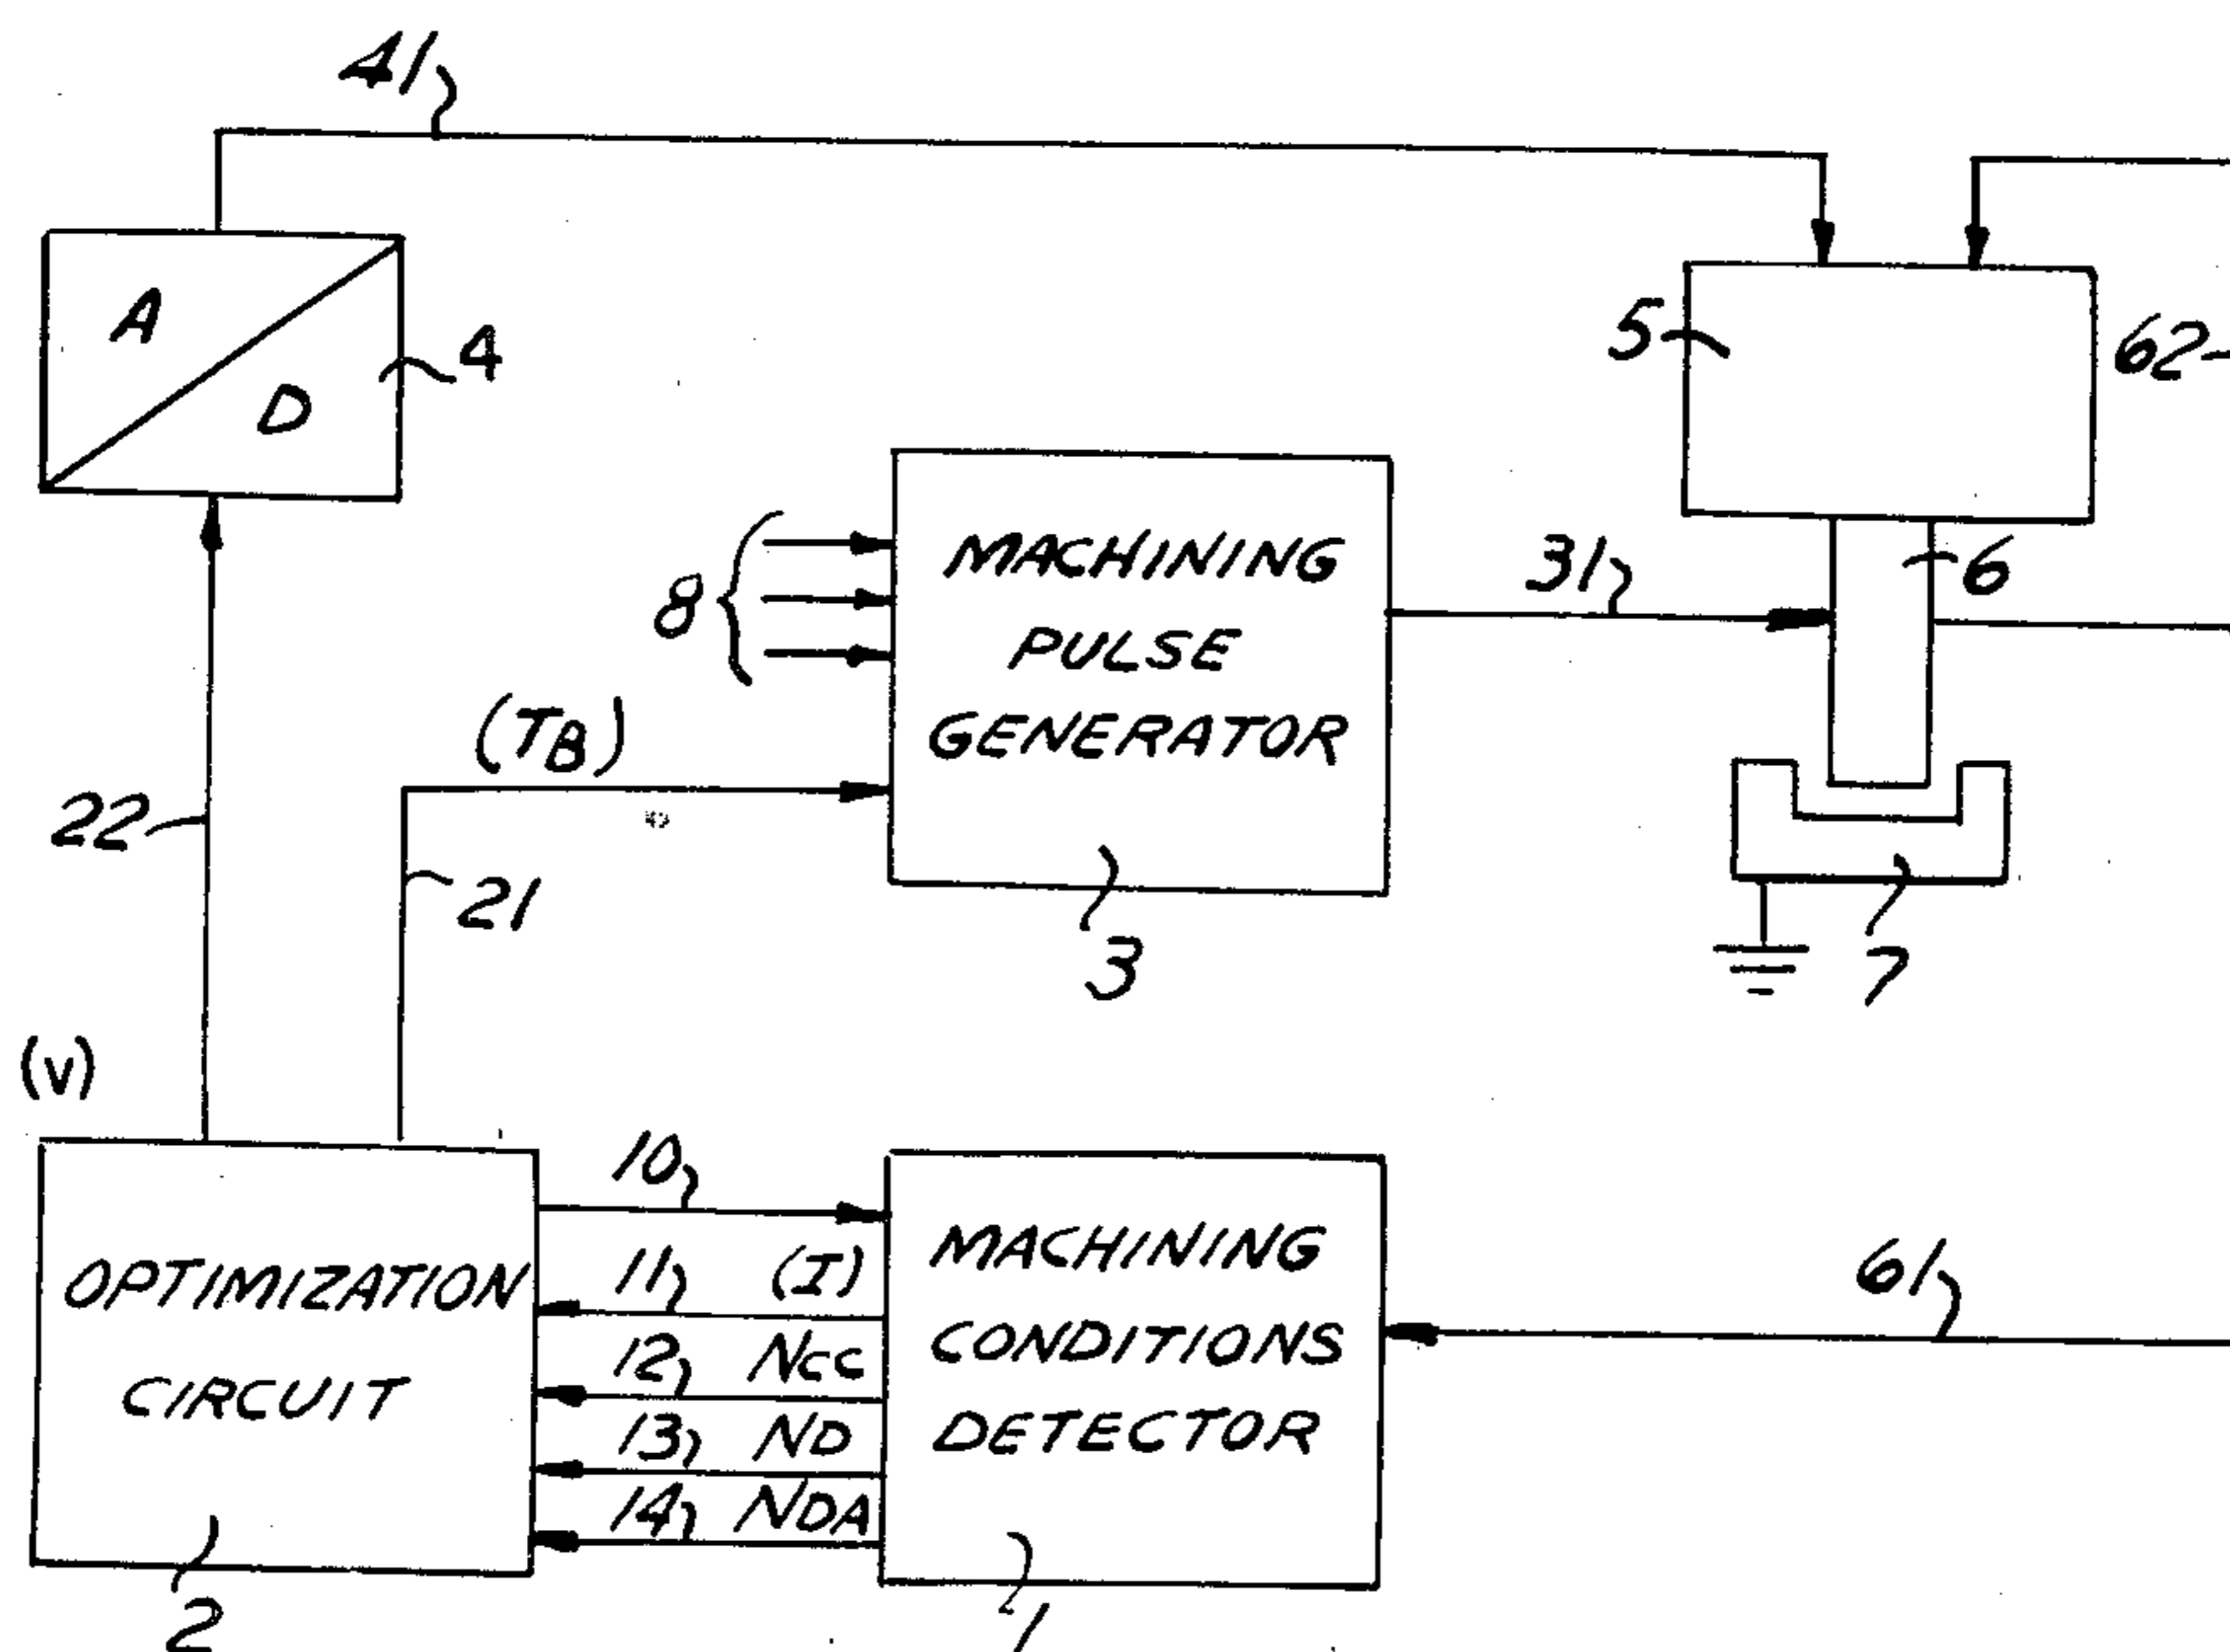 41
A
D
4
5
62
8
MACHINING
PULSE
GENERATOR
31
6
(TB)
22
21
3
7
(V)
10
OPTIMIZATION
CIRCUIT
11 (I)
12 NCC
13 ND
14 NDA
MACHINING
CONDITIONS
DETECTOR
61
2
1